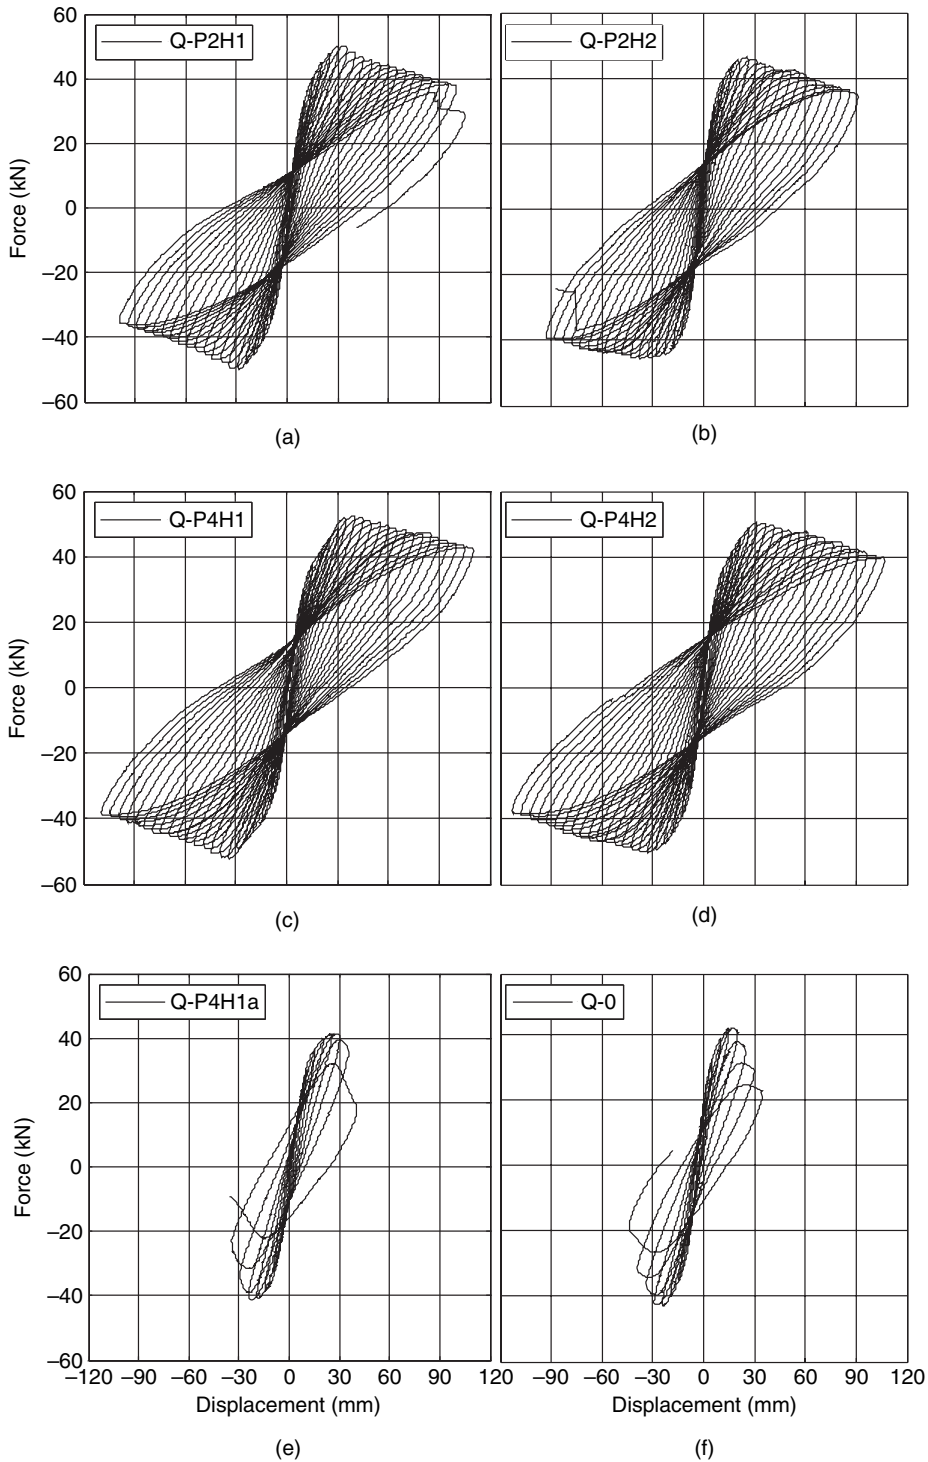 60
40
20
0
−20
−40
−60
Force (kN)
Q-P2H1
(a)
Q-P2H2
(b)
60
40
20
0
−20
−40
−60
Force (kN)
Q-P4H1
(c)
Q-P4H2
(d)
60
40
20
0
−20
−40
−60
Force (kN)
Q-P4H1a
−120 −90 −60 −30 0 30 60 90 120
Displacement (mm)
(e)
Q-0
−90 −60 −30 0 30 60 90 120
Displacement (mm)
(f)